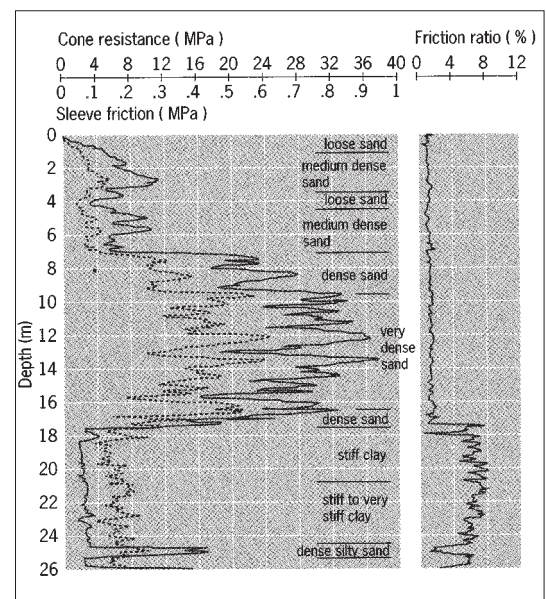 Cone resistance ( MPa)
Friction ratio ( % )
0 4 8 12 16 20 24 28 32 36 40
0 4 8 12
0 .1 .2 .3 .4 .5 .6 .7 .8 .9 1
Sleeve friction ( MPa)
Depth (m)
0
2
4
6
8
10
12
14
16
18
20
22
24
26
loose sand
medium dense
sand
loose sand
medium dense
sand
dense sand
very
dense
sand
dense sand
stiff clay
stiff to very
stiff clay
dense silty sand